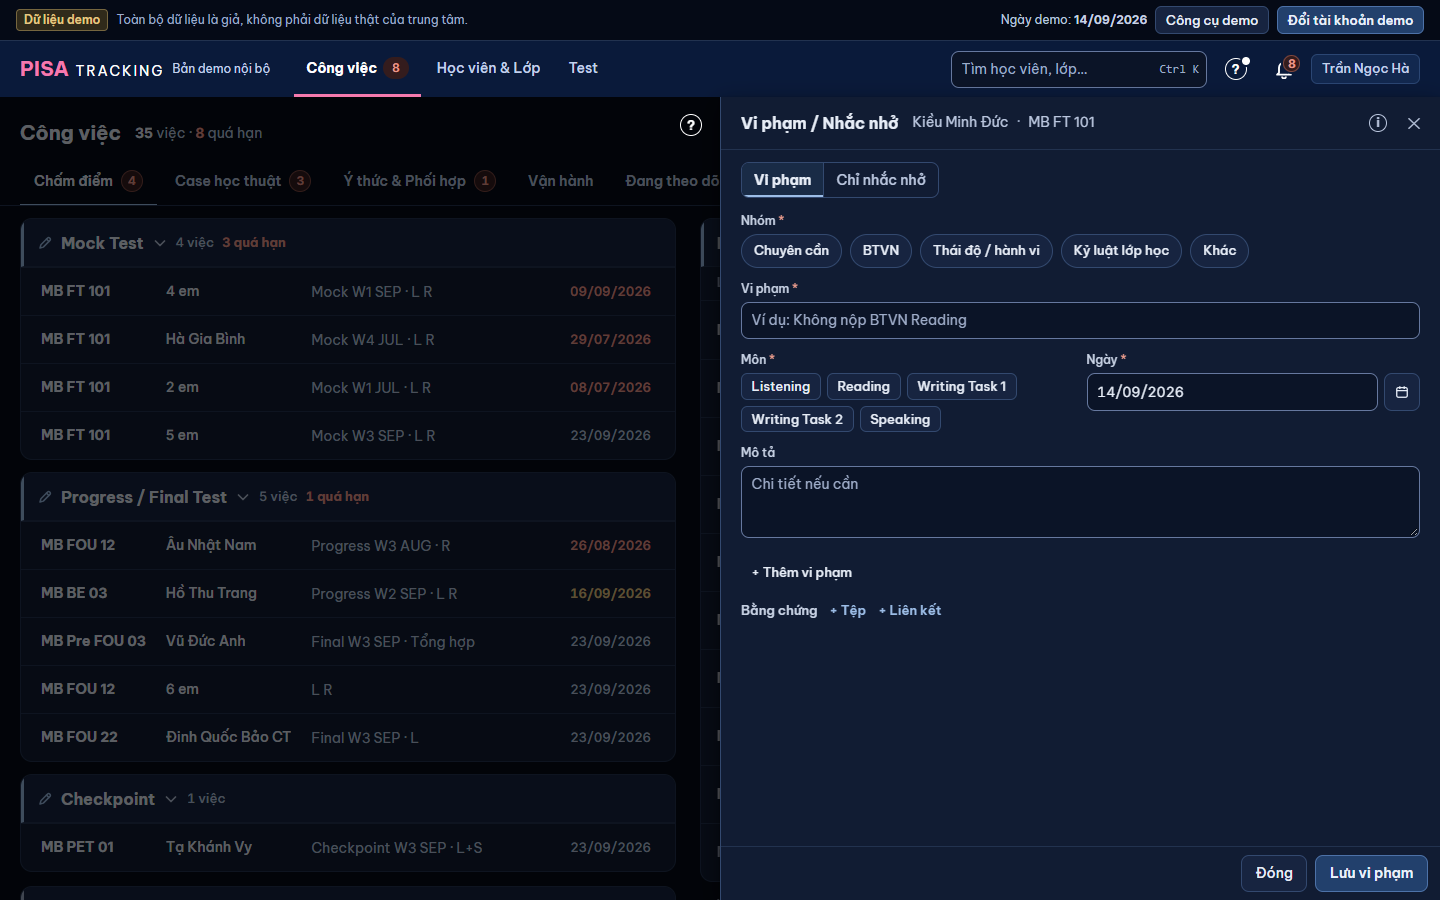 Dữ liệu demo Toàn bộ dữ liệu là giả, không phải dữ liệu thật của trung tâm. Ngày demo: 14/09/2026 Công cụ demo Đổi tài khoản demo
PISA TRACKING Bản demo nội bộ Công việc 8 Học viên & Lớp Test Tìm học viên, lớp... Ctrl K ? 8 Trần Ngọc Hà
Công việc 35 việc · 8 quá hạn ?
Chấm điểm 4 Case học thuật 3 Ý thức & Phối hợp 1 Vận hành Đang theo dõ
Mock Test 4 việc 3 quá hạn
MB FT 101 4 em Mock W1 SEP · L R 09/09/2026
MB FT 101 Hà Gia Bình Mock W4 JUL · L R 29/07/2026
MB FT 101 2 em Mock W1 JUL · L R 08/07/2026
MB FT 101 5 em Mock W3 SEP · L R 23/09/2026
Progress / Final Test 5 việc 1 quá hạn
MB FOU 12 Âu Nhật Nam Progress W3 AUG · R 26/08/2026
MB BE 03 Hồ Thu Trang Progress W2 SEP · L R 16/09/2026
MB Pre FOU 03 Vũ Đức Anh Final W3 SEP · Tổng hợp 23/09/2026
MB FOU 12 6 em L R 23/09/2026
MB FOU 22 Đinh Quốc Bảo CT Final W3 SEP · L 23/09/2026
Checkpoint 1 việc
MB PET 01 Tạ Khánh Vy Checkpoint W3 SEP · L+S 23/09/2026
Vi phạm / Nhắc nhở Kiều Minh Đức · MB FT 101
Vi phạm Chỉ nhắc nhở
Nhóm *
Chuyên cần BTVN Thái độ / hành vi Kỷ luật lớp học Khác
Vi phạm *
Ví dụ: Không nộp BTVN Reading
Môn * Ngày *
Listening Reading Writing Task 1 14/09/2026
Writing Task 2 Speaking
Mô tả
Chi tiết nếu cần
+ Thêm vi phạm
Bằng chứng + Tệp + Liên kết
Đóng Lưu vi phạm